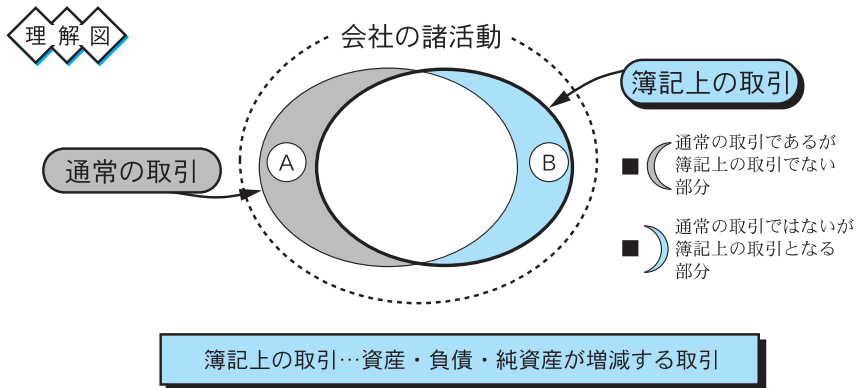 理解図
会社の諸活動
簿記上の取引
通常の取引
A
B
通常の取引であるが
簿記上の取引でない
部分
通常の取引ではないが
簿記上の取引となる
部分
簿記上の取引…資産・負債・純資産が増減する取引